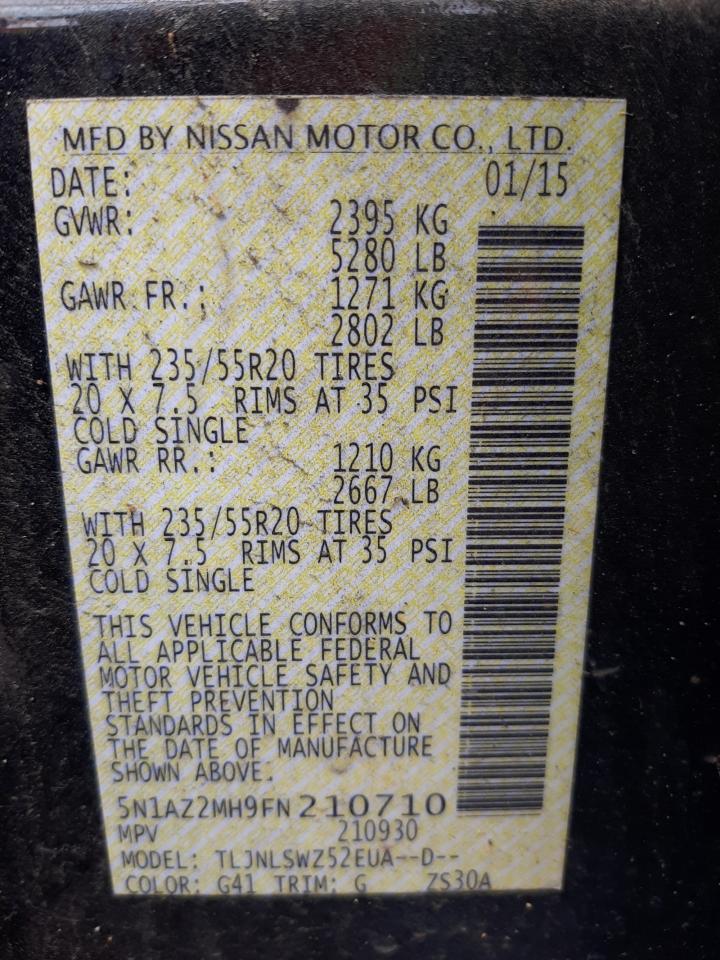 MFD BY NISSAN MOTOR CO., LTD.
DATE: 01/15
GVWR: 2395 KG
5280 LB
GAWR FR.: 1271 KG
2802 LB
WITH 235/55R20 TIRES
20 X 7.5 RIMS AT 35 PSI
COLD SINGLE
GAWR RR.: 1210 KG
2667 LB
WITH 235/55R20 TIRES
20 X 7.5 RIMS AT 35 PSI
COLD SINGLE
THIS VEHICLE CONFORMS TO
ALL APPLICABLE FEDERAL
MOTOR VEHICLE SAFETY AND
THEFT PREVENTION
STANDARDS IN EFFECT ON
THE DATE OF MANUFACTURE
SHOWN ABOVE.
5N1AZ2MH9FN210710
MPV 210930
MODEL: TLJNLSWZ52EUA--D--
COLOR: G41 TRIM: G ZS30A